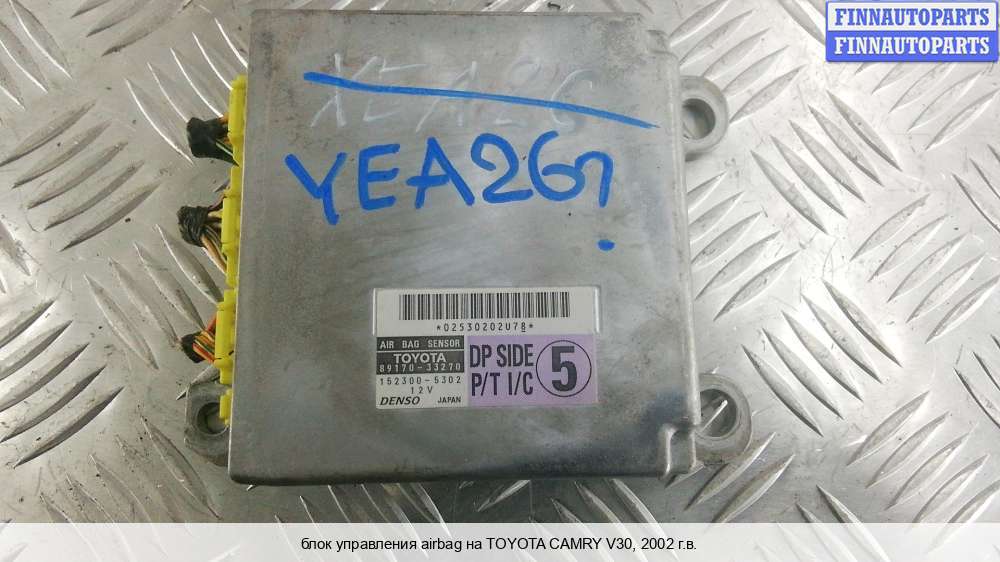 FINNAUTOPARTS
FINNAUTOPARTS
YEA26
*02530202U78*
AIR BAG SENSOR
TOYOTA
89170-33270
152300-5302
12V
DENSO JAPAN
DP SIDE
P/T I/C
5
блок управления airbag на TOYOTA CAMRY V30, 2002 г.в.